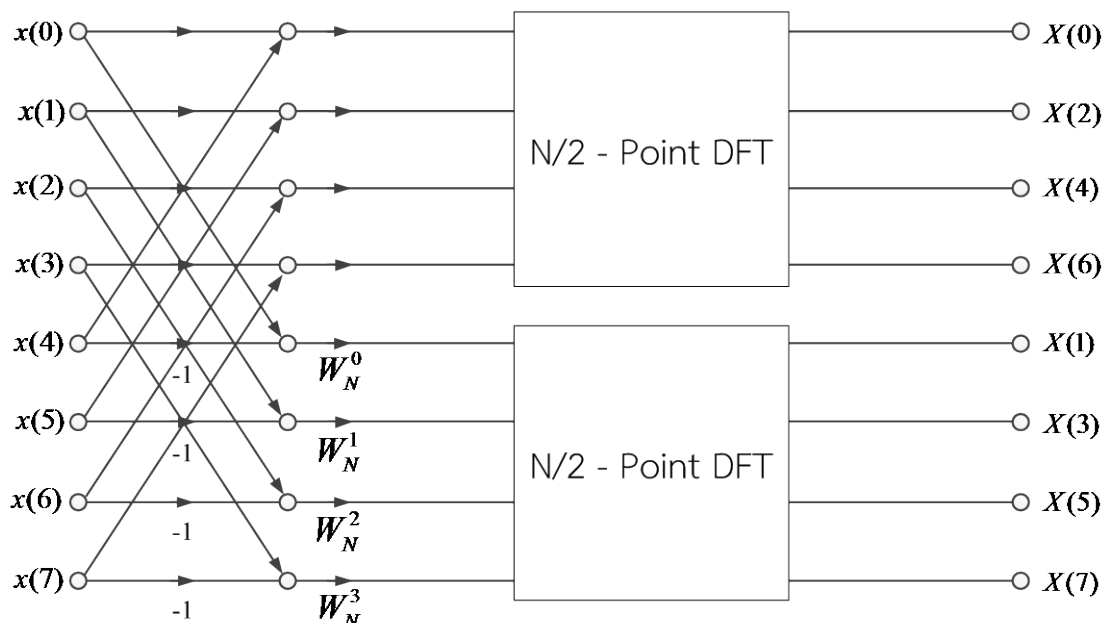 x(0) X(0)
x(1) X(2)
N/2 - Point DFT
x(2) X(4)
x(3) X(6)
x(4) X(1)
-1 W_N^0
x(5) X(3)
-1 W_N^1
N/2 - Point DFT
x(6) X(5)
-1 W_N^2
x(7) X(7)
-1 W_N^3